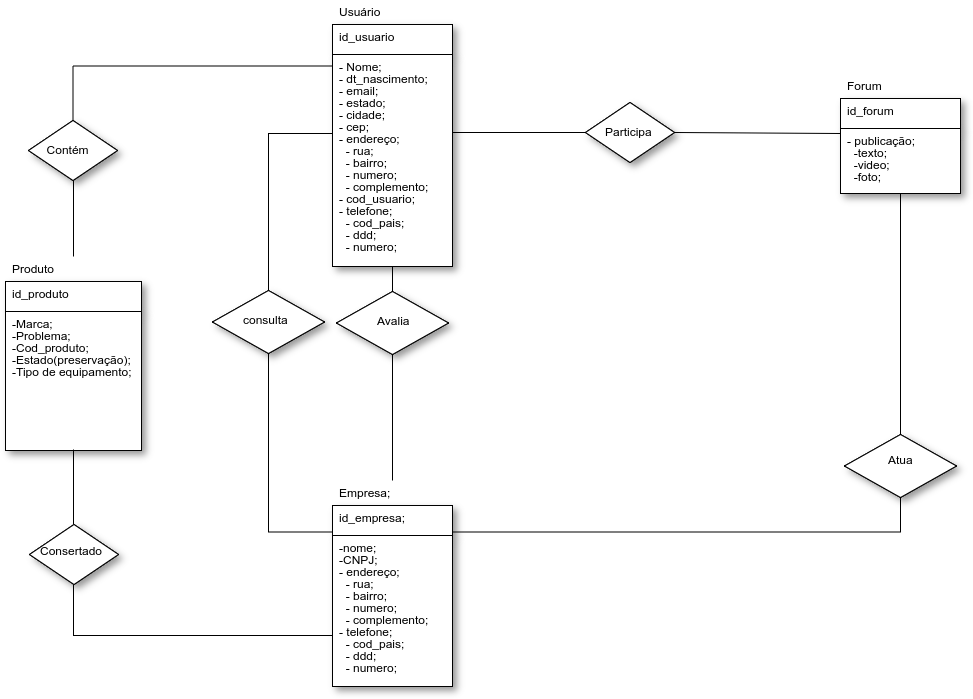 Usuário
id_usuario
- Nome;
- dt_nascimento;
- email;
- estado;
- cidade;
- cep;
- endereço;
- rua;
- bairro;
- numero;
- complemento;
- cod_usuario;
- telefone;
- cod_pais;
- ddd;
- numero;
Participa
Forum
id_forum
- publicação;
-texto;
-video;
-foto;
Contém
Produto
id_produto
-Marca;
-Problema;
-Cod_produto;
-Estado(preservação);
-Tipo de equipamento;
consulta
Avalia
Atua
Consertado
Empresa;
id_empresa;
-nome;
-CNPJ;
- endereço;
- rua;
- bairro;
- numero;
- complemento;
- telefone;
- cod_pais;
- ddd;
- numero;